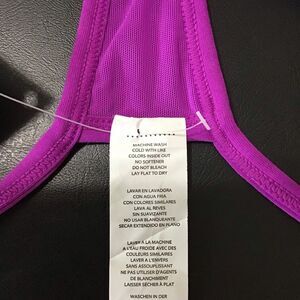 MACHINE WASH
COLD WITH LIKE
COLORS INSIDE OUT
NO SOFTENER
DO NOT BLEACH
LAY FLAT TO DRY
LAVAR EN LAVADORA
CON AGUA FRIA
CON COLORES SIMILARES
LAVA AL REVES
SIN SUAVIZANTE
NO USAR BLANQUEANTE
SECAR EXTENDIDO EN PLANO
LAVER A LA MACHINE
A L'EAU FROIDE AVEC DES
COULEURS SIMILAIRES
LAVER A L'ENVERS
SANS ASSOUPLISSANT
NE PAS UTILISER D'AGENTS
DE BLANCHIMENT
LAISSER SÉCHER À PLAT
WASCHEN IN DER